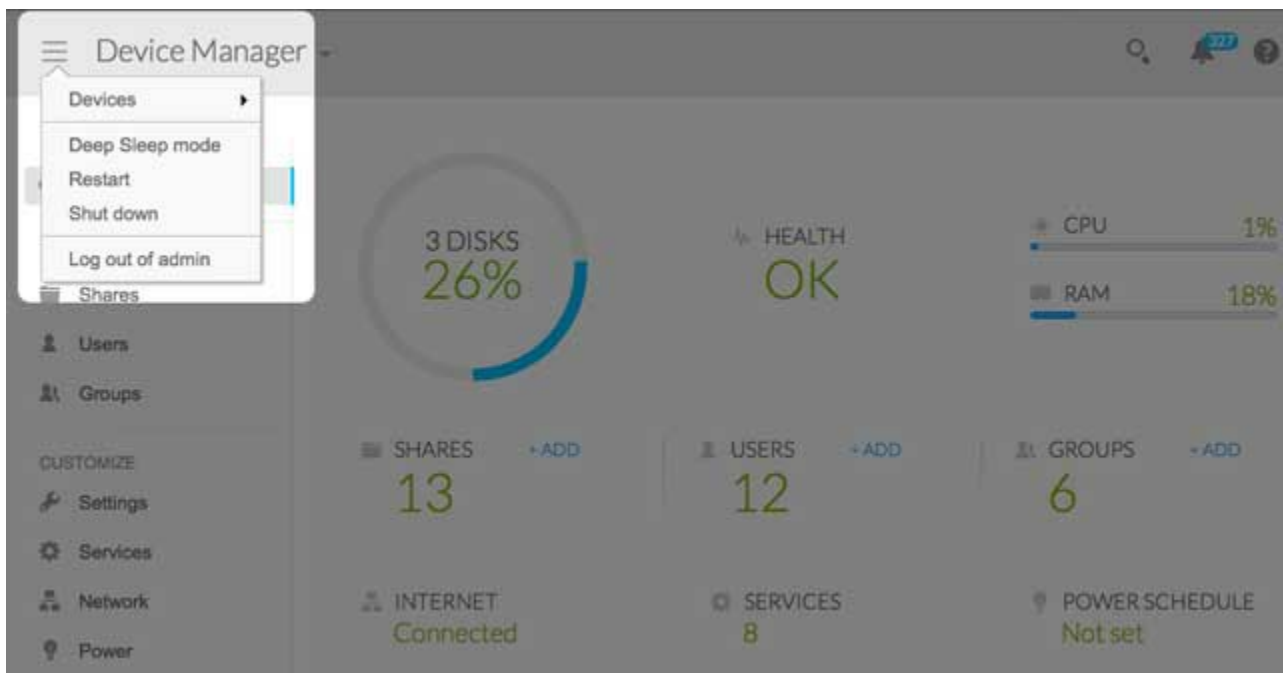 Device Manager
327
Devices
Deep Sleep mode
Restart
Shut down
Log out of admin
Shares
Users
Groups
CUSTOMIZE
Settings
Services
Network
Power
3 DISKS
26%
HEALTH
OK
CPU 1%
RAM 18%
SHARES +ADD
13
USERS +ADD
12
GROUPS +ADD
6
INTERNET
Connected
SERVICES
8
POWER SCHEDULE
Not set